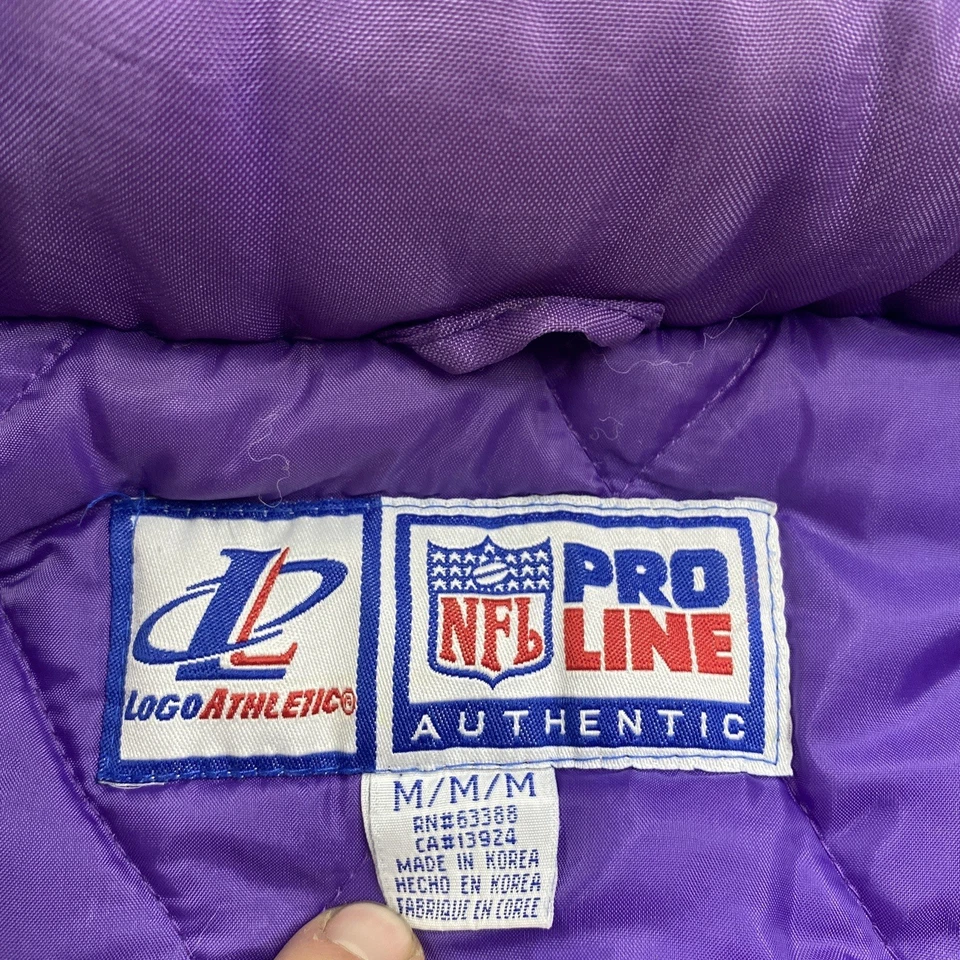 LOGOATHLETIC®
NFL
PRO
LINE
AUTHENTIC
M/M/M
RN#63388
CA#13924
MADE IN KOREA
HECHO EN KOREA
FABRIQUE EN COREE